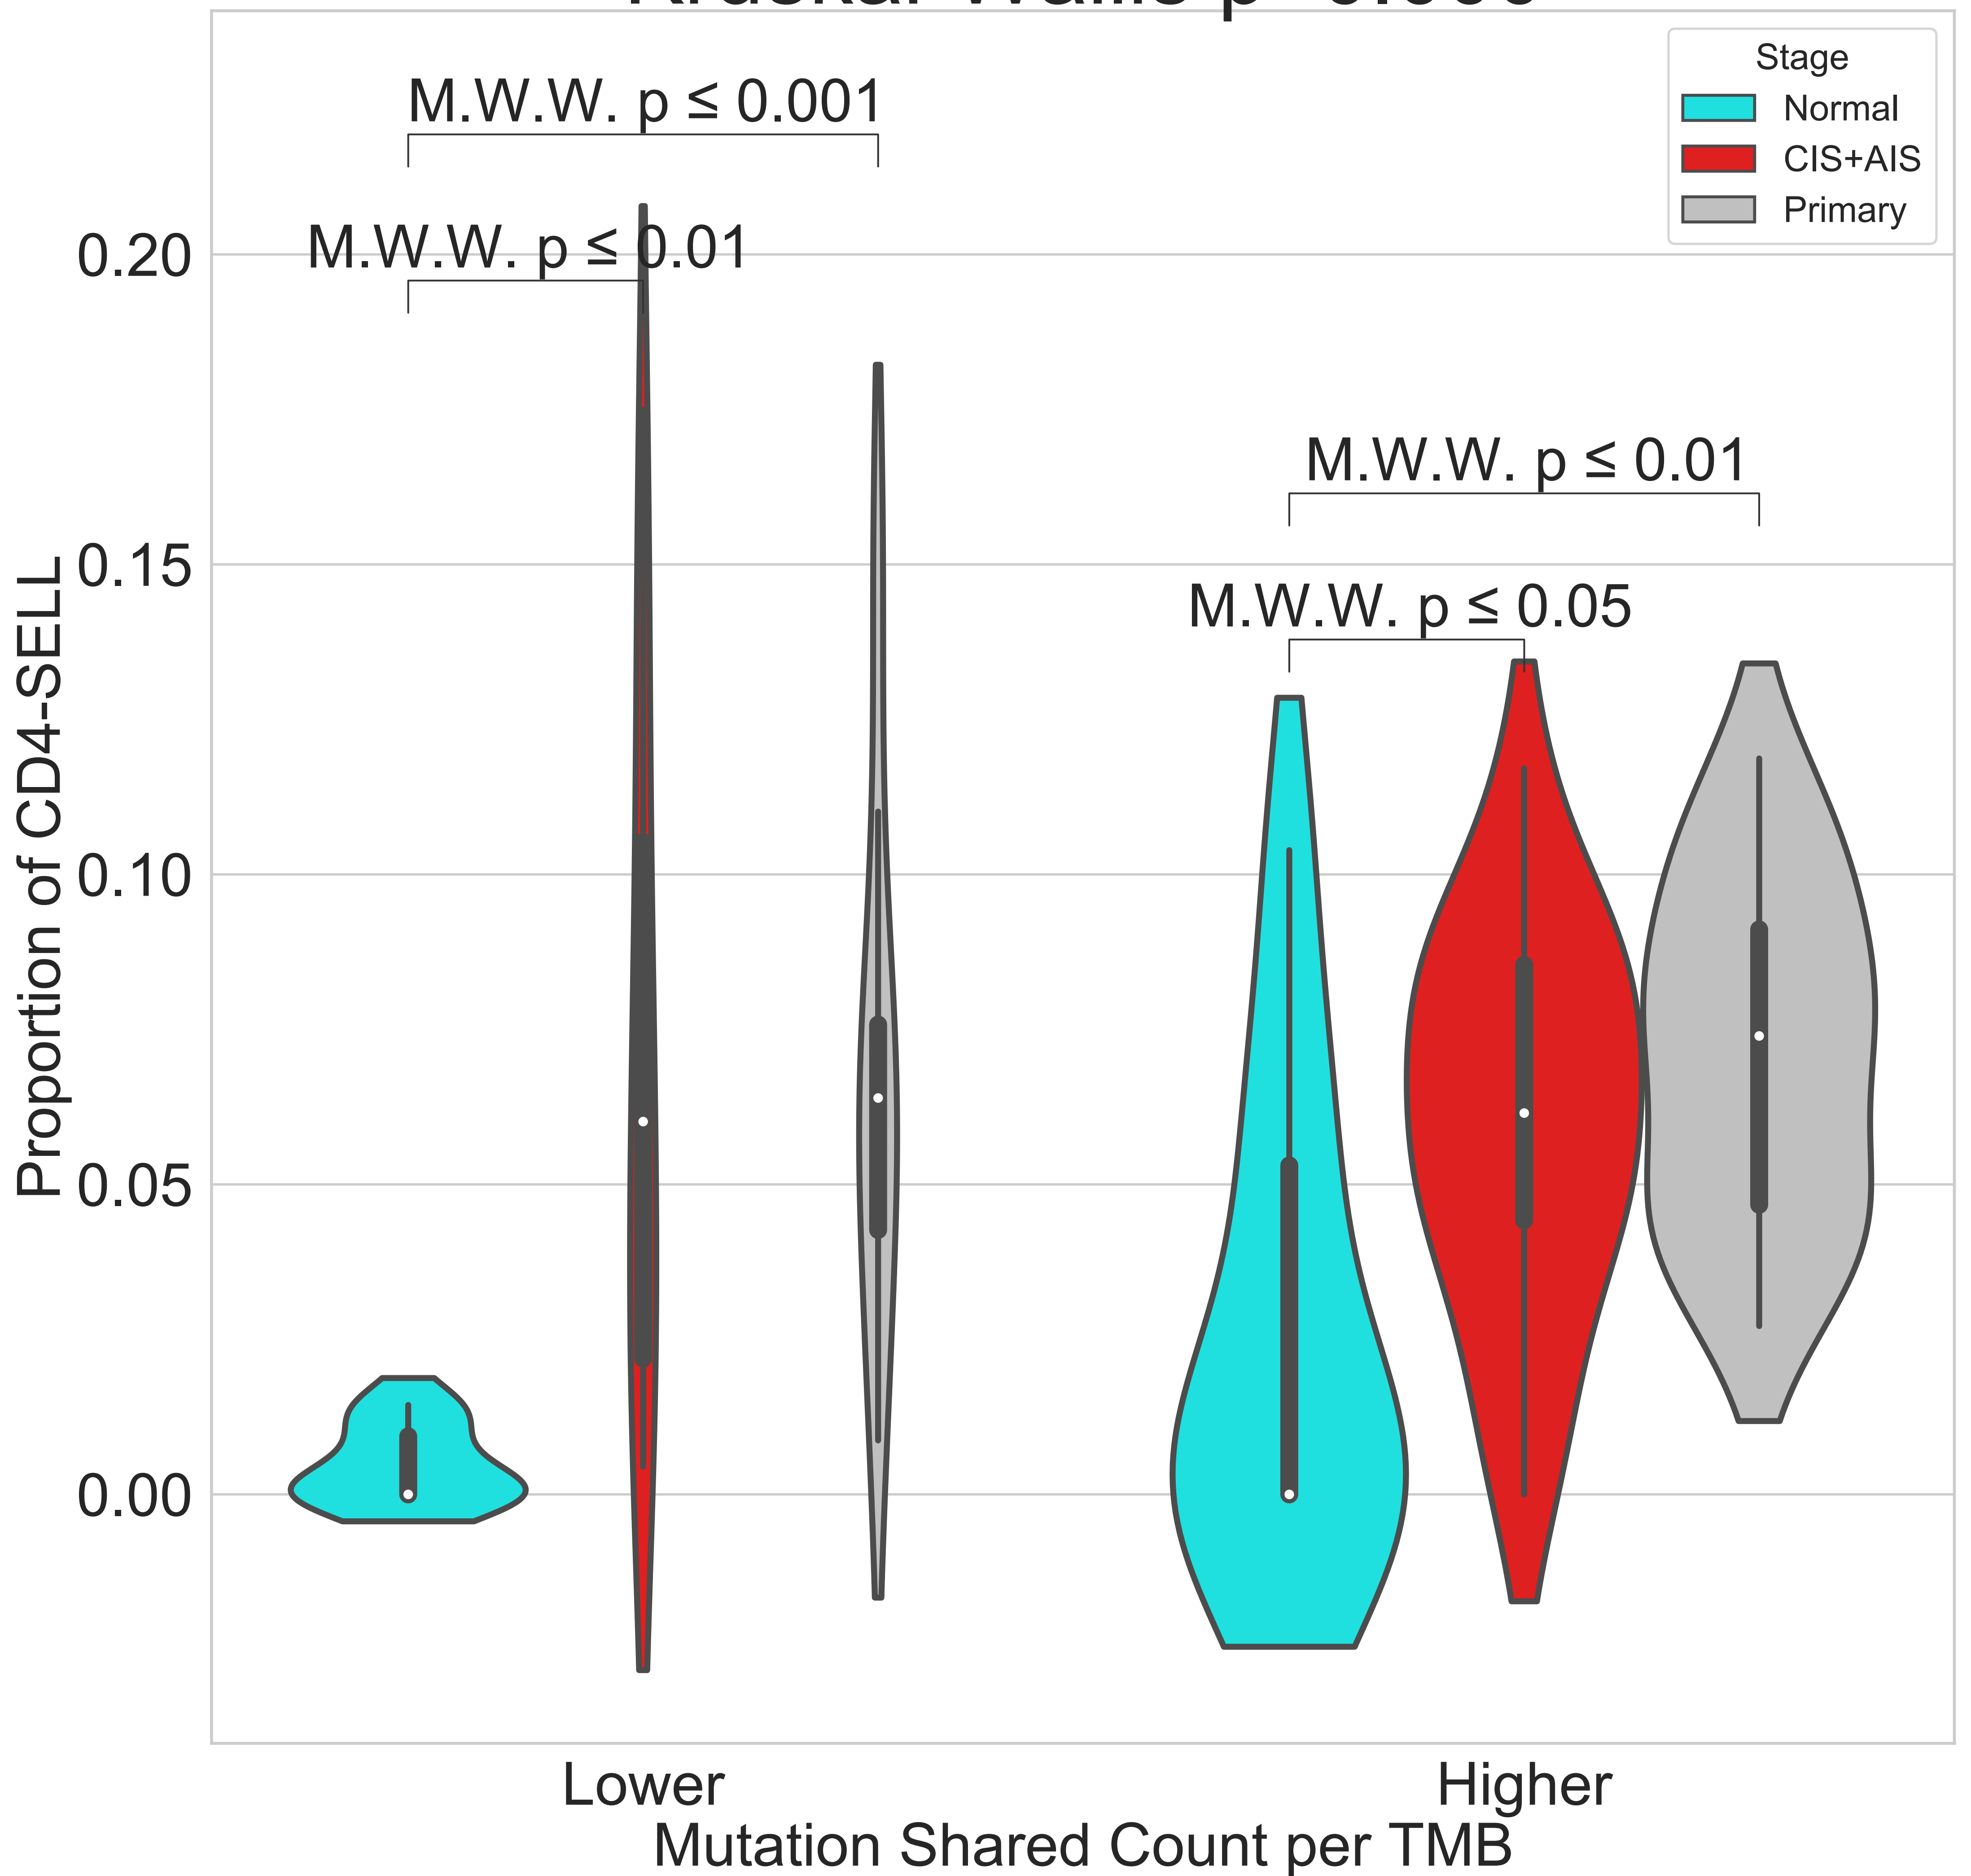 Stage
Normal
CIS+AIS
Primary
M.W.W. p ≤ 0.001
M.W.W. p ≤ 0.01
M.W.W. p ≤ 0.01
M.W.W. p ≤ 0.05
0.20
0.15
0.10
0.05
0.00
Proportion of CD4-SELL
Lower
Higher
Mutation Shared Count per TMB